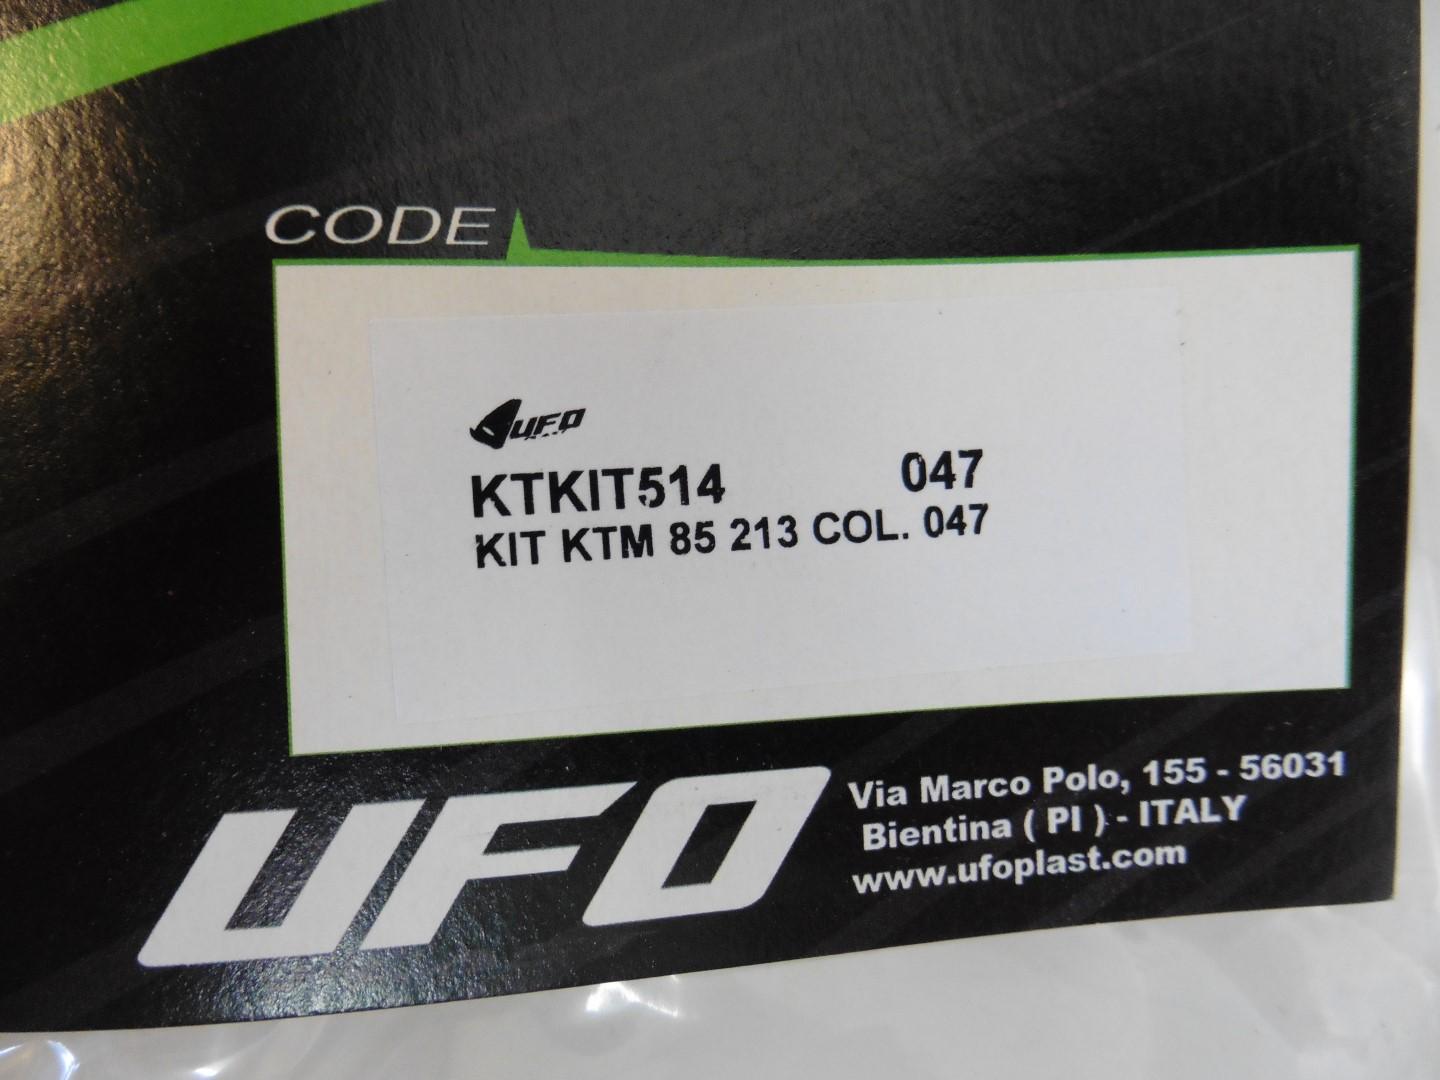 CODE
UFO
KTKIT514 047
KIT KTM 85 213 COL. 047
UFO
Via Marco Polo, 155 - 56031
Bientina ( PI ) - ITALY
www.ufoplast.com